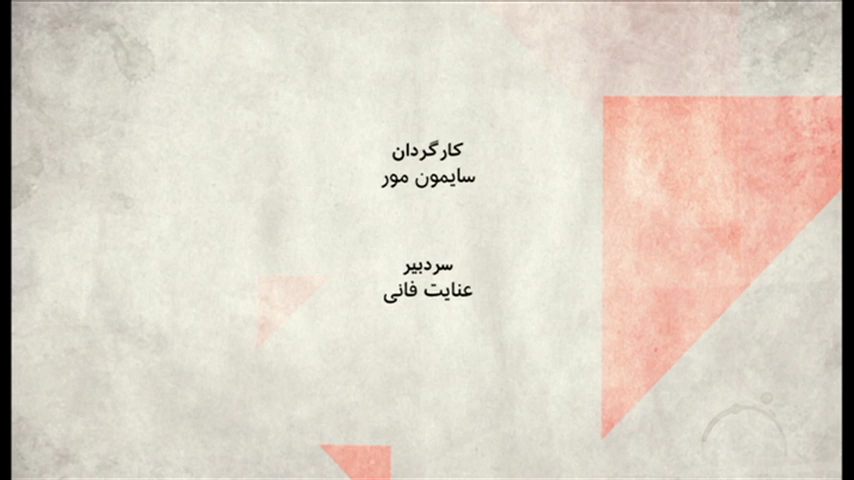 کارگردان
سایمون مور
سردبیر
عنایت فانی